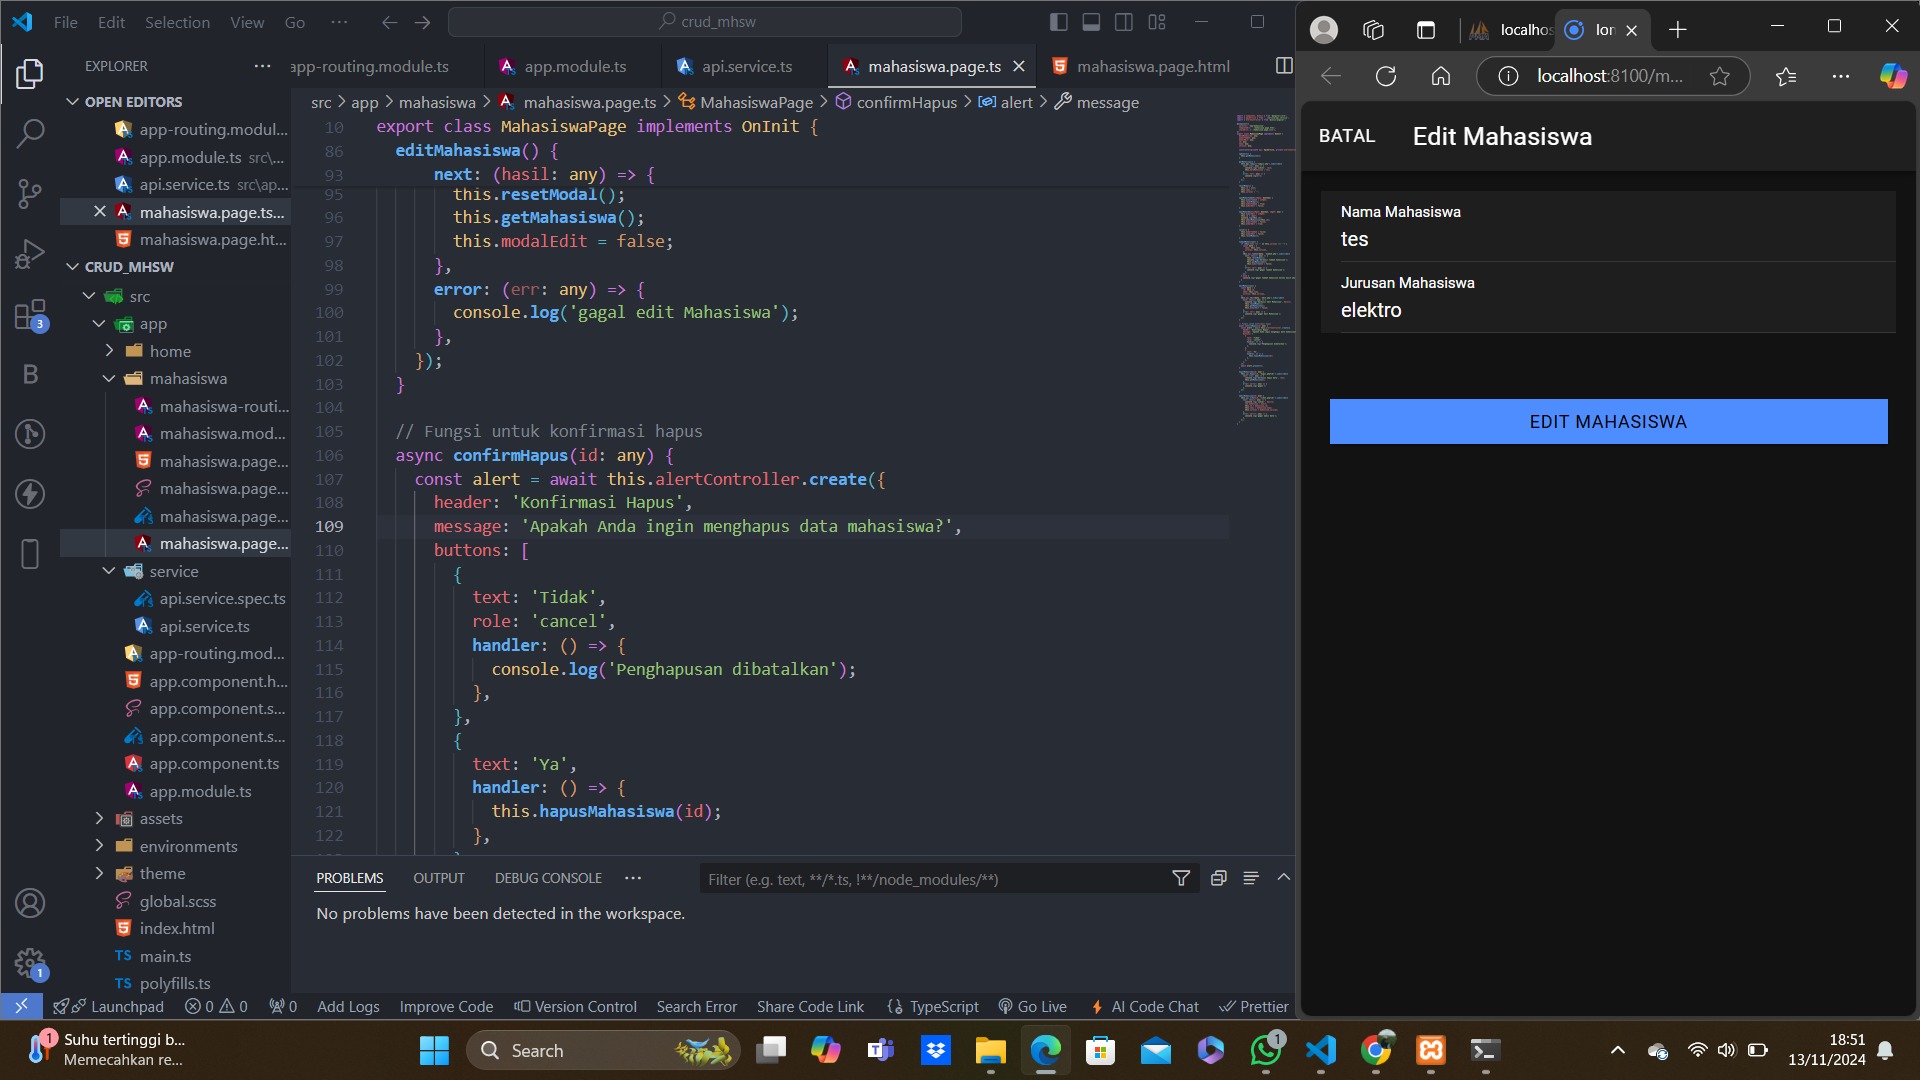 File Edit Selection View Go ··· crud_mhsw
EXPLORER ···
OPEN EDITORS
app-routing.modul...
app.module.ts src\...
api.service.ts src\ap...
mahasiswa.page.ts...
mahasiswa.page.ht...
CRUD_MHSW
src
app
home
mahasiswa
mahasiswa-routi...
mahasiswa.mod...
mahasiswa.page...
mahasiswa.page...
mahasiswa.page...
mahasiswa.page...
service
api.service.spec.ts
api.service.ts
app-routing.mod...
app.component.h...
app.component.s...
app.component.s...
app.component.ts
app.module.ts
assets
environments
theme
global.scss
index.html
TS main.ts
TS polyfills.ts
3
B
1
app-routing.module.ts app.module.ts api.service.ts mahasiswa.page.ts mahasiswa.page.html
src > app > mahasiswa > mahasiswa.page.ts > MahasiswaPage > confirmHapus > alert > message
10 export class MahasiswaPage implements OnInit {
86 editMahasiswa() {
93 next: (hasil: any) => {
95 this.resetModal();
96 this.getMahasiswa();
97 this.modalEdit = false;
98 },
99 error: (err: any) => {
100 console.log('gagal edit Mahasiswa');
101 },
102 });
103 }
104
105 // Fungsi untuk konfirmasi hapus
106 async confirmHapus(id: any) {
107 const alert = await this.alertController.create({
108 header: 'Konfirmasi Hapus',
109 message: 'Apakah Anda ingin menghapus data mahasiswa?',
110 buttons: [
111 {
112 text: 'Tidak',
113 role: 'cancel',
114 handler: () => {
115 console.log('Penghapusan dibatalkan');
116 },
117 },
118 {
119 text: 'Ya',
120 handler: () => {
121 this.hapusMahasiswa(id);
122 },
PROBLEMS OUTPUT DEBUG CONSOLE ··· Filter (e.g. text, **/*.ts, !**/node_modules/**)
No problems have been detected in the workspace.
Launchpad 0 0 0 Add Logs Improve Code Version Control Search Error Share Code Link TypeScript Go Live AI Code Chat Prettier
localhos Ion
localhost:8100/m...
BATAL Edit Mahasiswa
Nama Mahasiswa
tes
Jurusan Mahasiswa
elektro
EDIT MAHASISWA
1 Suhu tertinggi b...
Memecahkan re...
Search
1
18:51
13/11/2024